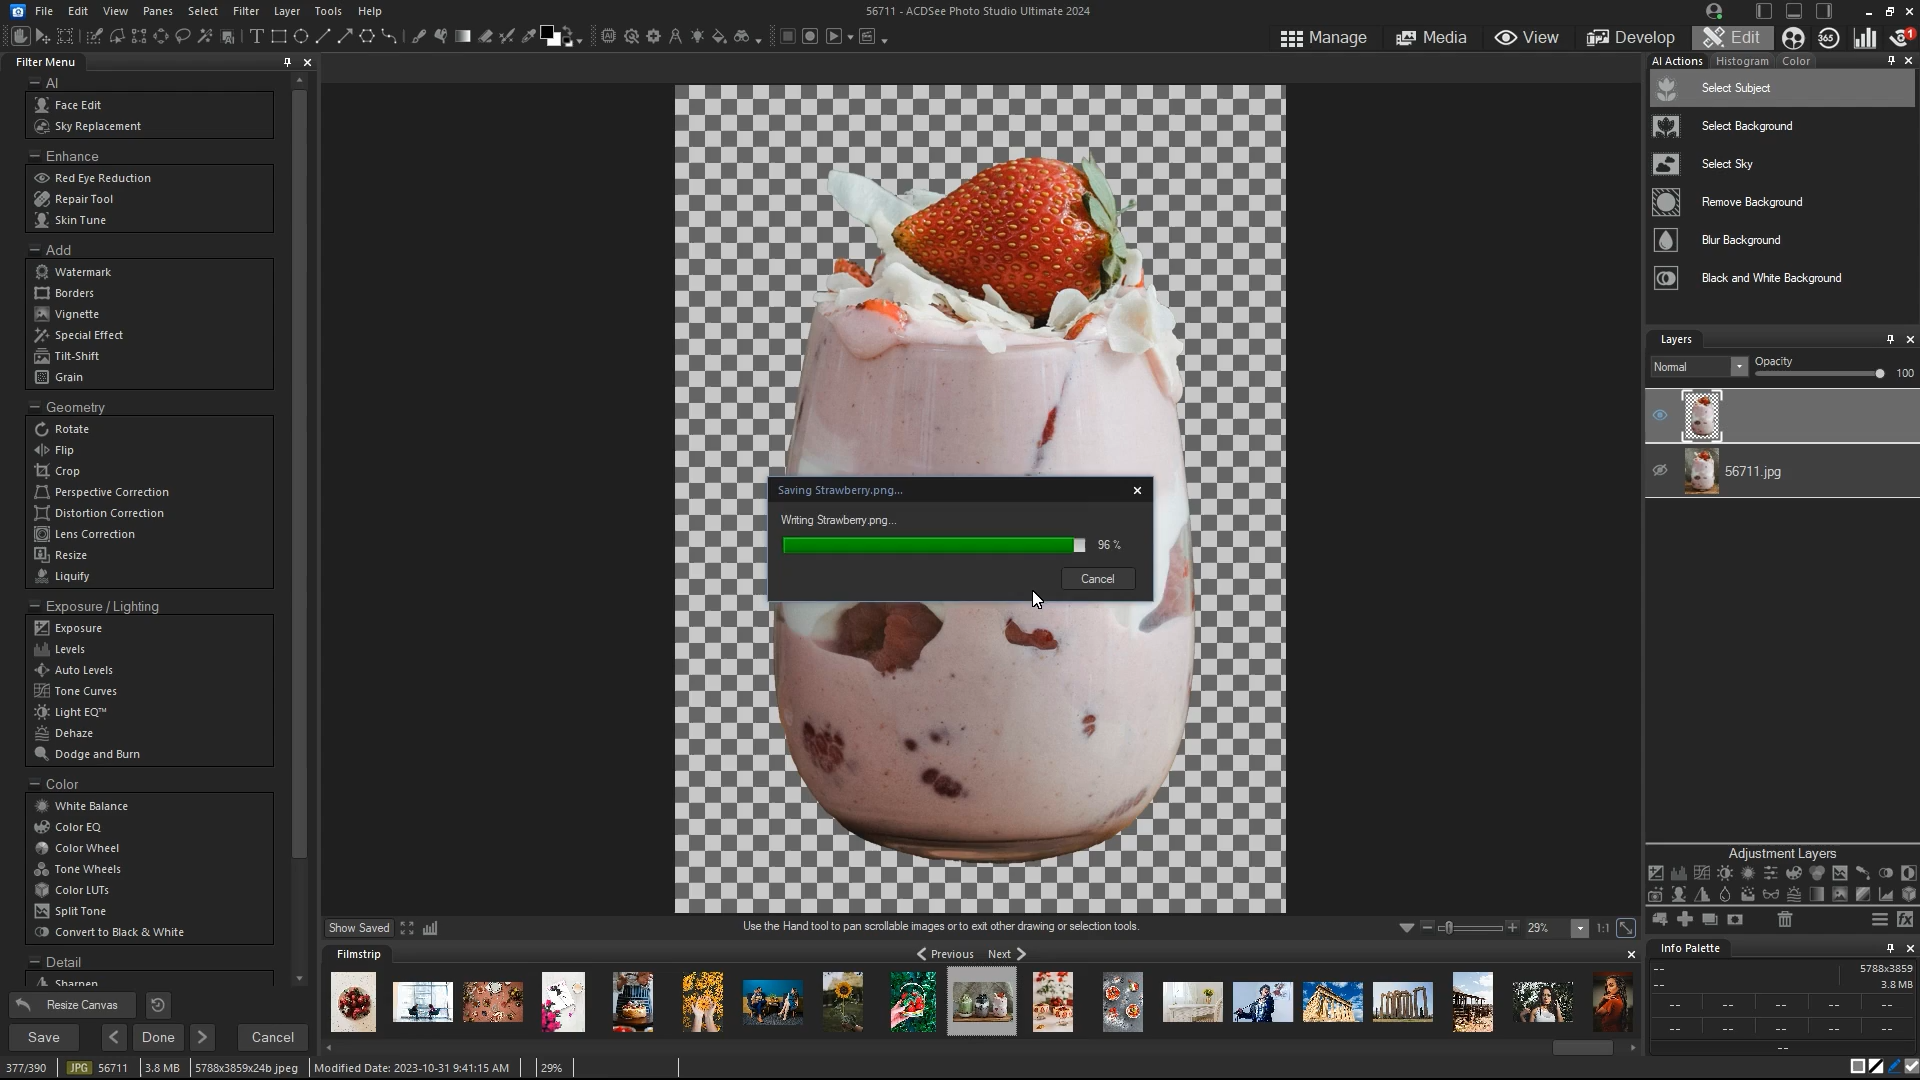 File Edit View Panes Select Filter Layer Tools Help
56711 - ACDSee Photo Studio Ultimate 2024
Manage Media View Develop Edit 365 1
Filter Menu
AI
Face Edit
Sky Replacement
Enhance
Red Eye Reduction
Repair Tool
Skin Tune
Add
Watermark
Borders
Vignette
Special Effect
Tilt-Shift
Grain
Geometry
Rotate
Flip
Crop
Perspective Correction
Distortion Correction
Lens Correction
Resize
Liquify
Exposure / Lighting
Exposure
Levels
Auto Levels
Tone Curves
Light EQ™
Dehaze
Dodge and Burn
Color
White Balance
Color EQ
Color Wheel
Tone Wheels
Color LUTs
Split Tone
Convert to Black & White
Detail
Sharpen
Resize Canvas
Save Done Cancel
Saving Strawberry.png...
Writing Strawberry.png...
96 %
Cancel
AI Actions Histogram Color
Select Subject
Select Background
Select Sky
Remove Background
Blur Background
Black and White Background
Layers
Normal Opacity 100
56711.jpg
Adjustment Layers
fx
Show Saved
Use the Hand tool to pan scrollable images or to exit other drawing or selection tools.
29% 1:1
Filmstrip
Previous Next
Info Palette
-- 5788x3859
-- 3.8 MB
-- -- -- -- --
-- -- -- -- --
--
377/390 JPG 56711 3.8 MB 5788x3859x24b jpeg Modified Date: 2023-10-31 9:41:15 AM 29%